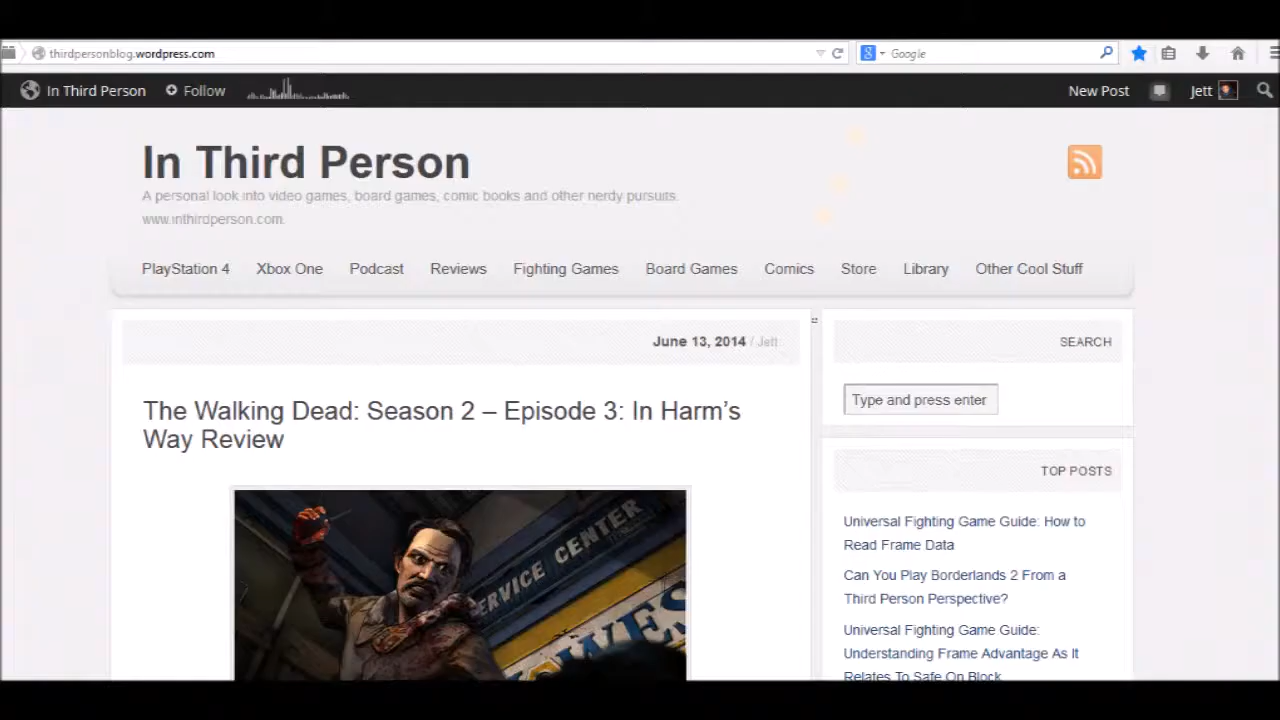 thirdpersonblog.wordpress.com
Google
In Third Person
Follow
New Post
Jett
In Third Person
A personal look into video games, board games, comic books and other nerdy pursuits.
www.inthirdperson.com
PlayStation 4
Xbox One
Podcast
Reviews
Fighting Games
Board Games
Comics
Store
Library
Other Cool Stuff
June 13, 2014 / Jett
The Walking Dead: Season 2 – Episode 3: In Harm's
Way Review
SERVICE CENTER
SEARCH
Type and press enter
TOP POSTS
Universal Fighting Game Guide: How to
Read Frame Data
Can You Play Borderlands 2 From a
Third Person Perspective?
Universal Fighting Game Guide:
Understanding Frame Advantage As It
Relates To Safe On Block